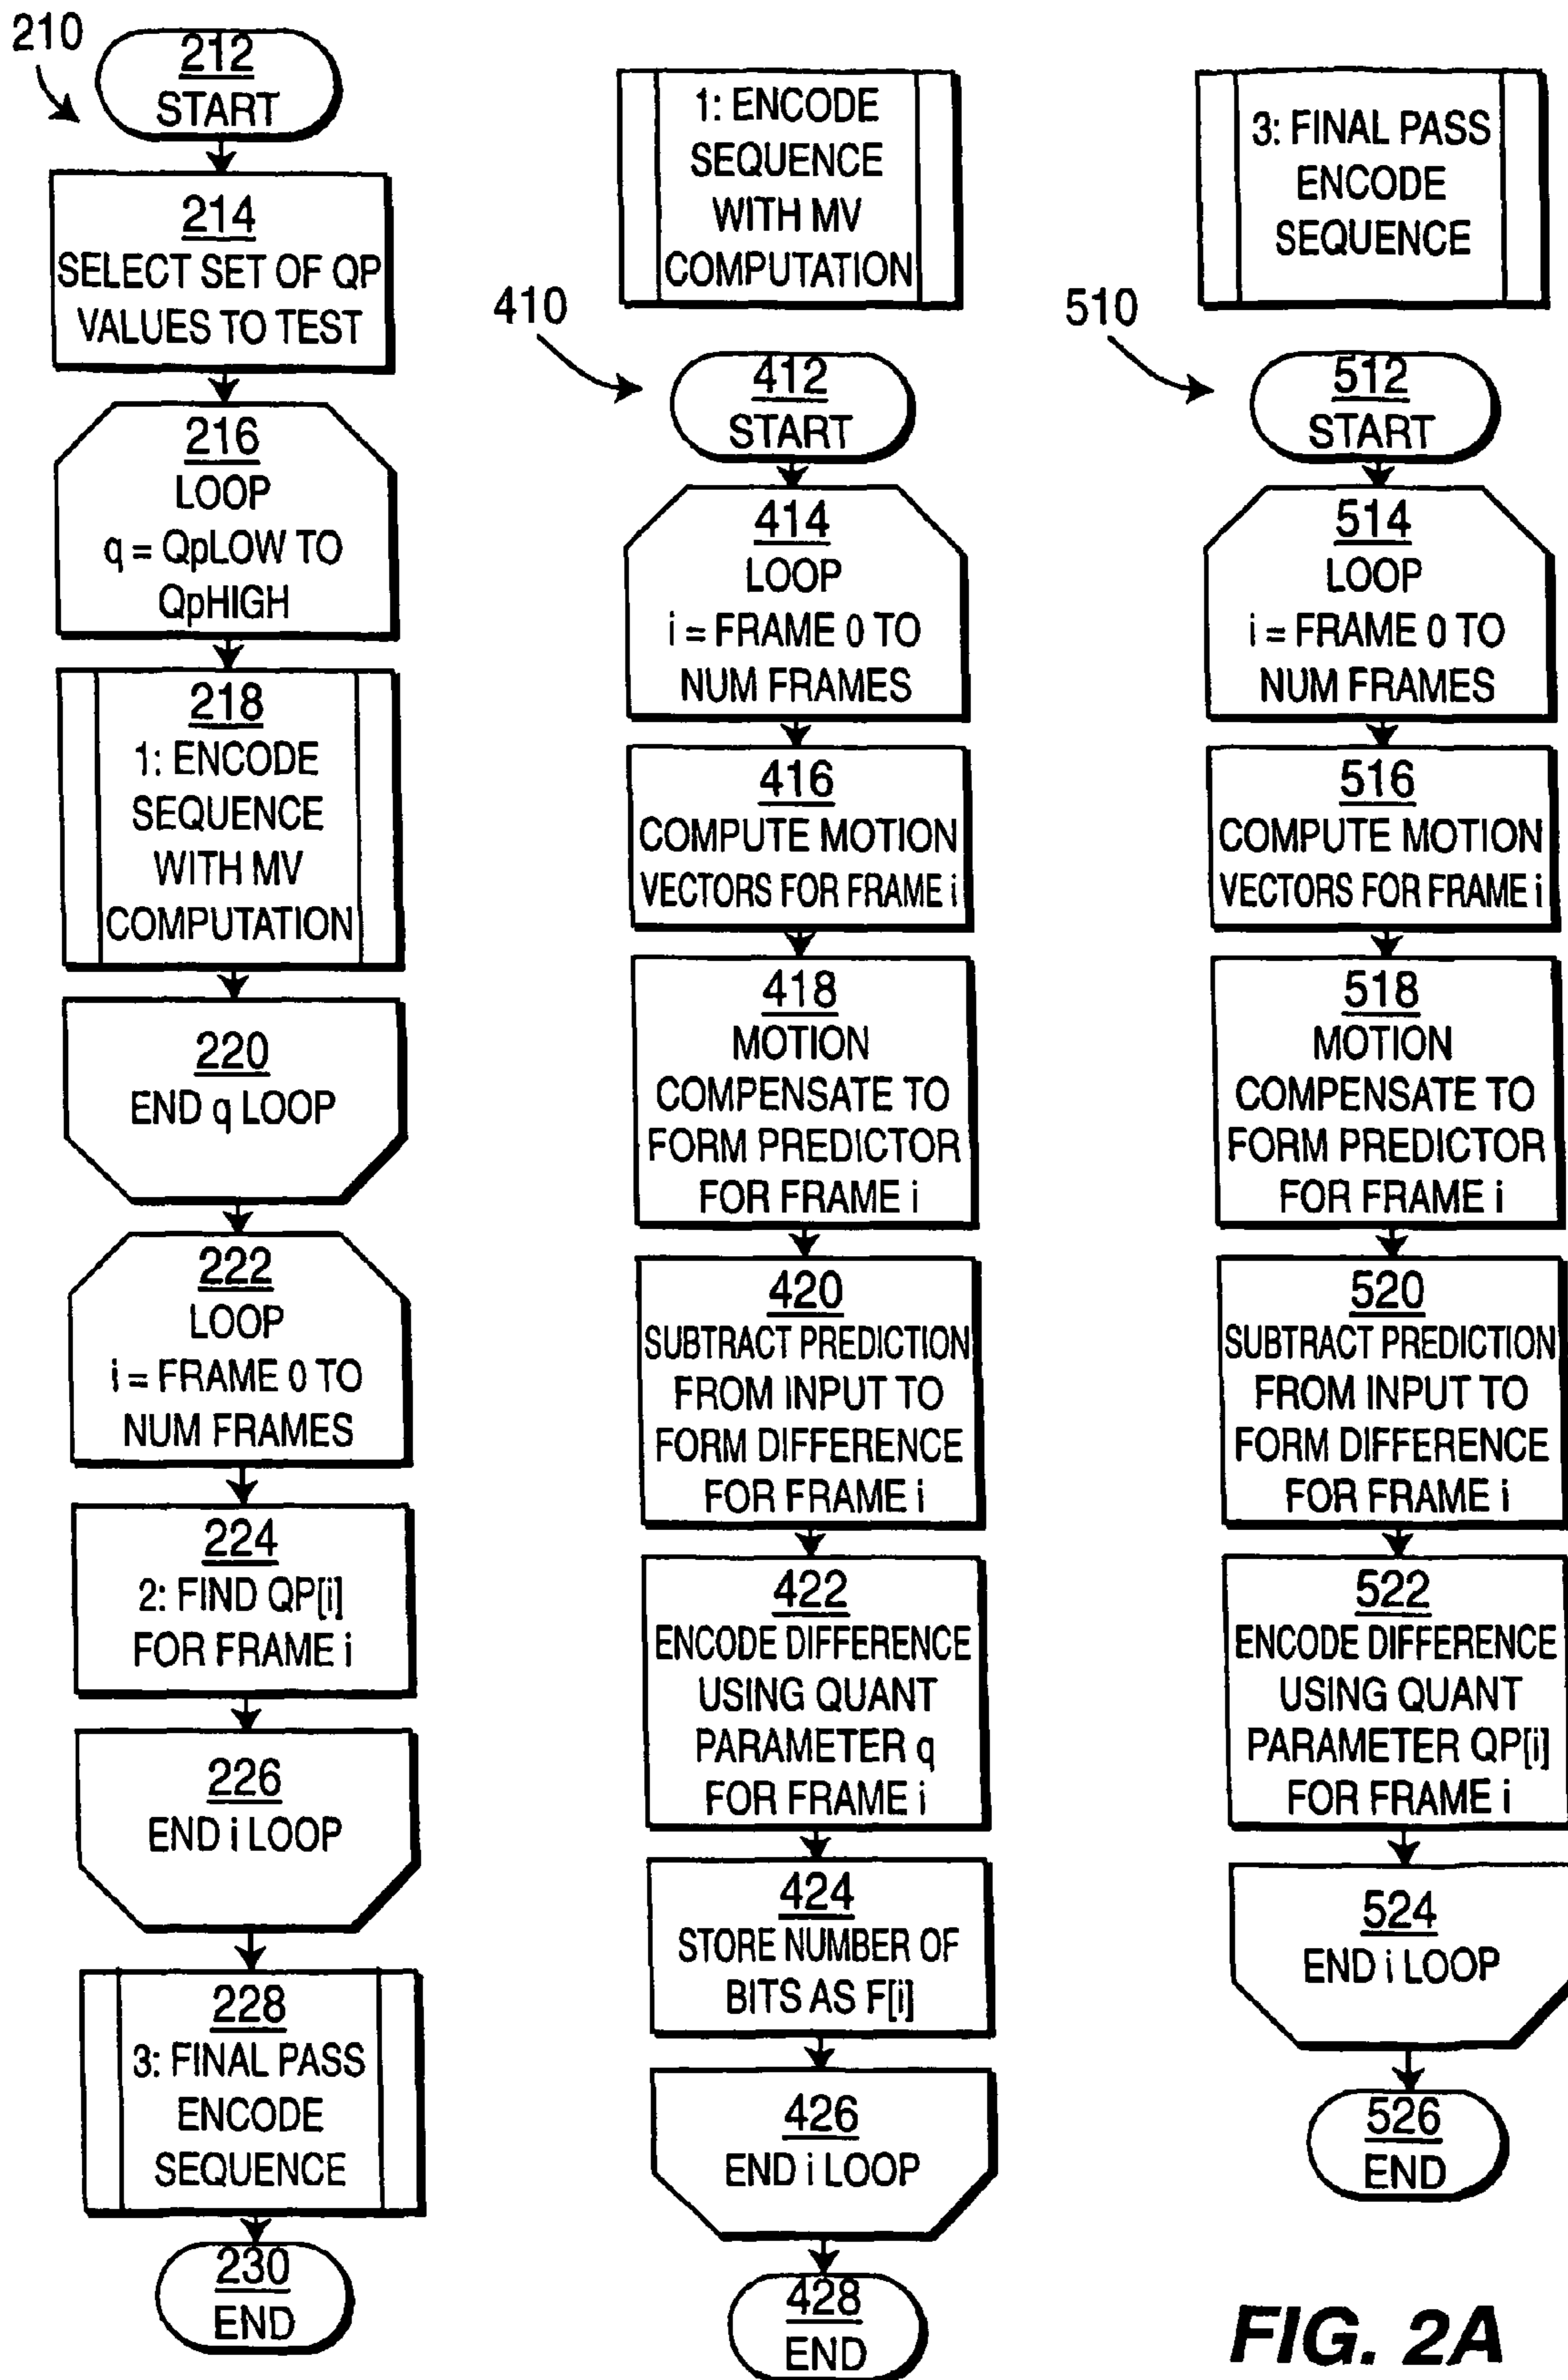 210
212
START
214
SELECT SET OF QP
VALUES TO TEST
216
LOOP
q = QpLOW TO
QpHIGH
218
1: ENCODE
SEQUENCE
WITH MV
COMPUTATION
220
END q LOOP
222
LOOP
i = FRAME 0 TO
NUM FRAMES
224
2: FIND QP[i]
FOR FRAME i
226
END i LOOP
228
3: FINAL PASS
ENCODE
SEQUENCE
230
END
1: ENCODE
SEQUENCE
WITH MV
COMPUTATION
410
412
START
414
LOOP
i = FRAME 0 TO
NUM FRAMES
416
COMPUTE MOTION
VECTORS FOR FRAME i
418
MOTION
COMPENSATE TO
FORM PREDICTOR
FOR FRAME i
420
SUBTRACT PREDICTION
FROM INPUT TO
FORM DIFFERENCE
FOR FRAME i
422
ENCODE DIFFERENCE
USING QUANT
PARAMETER q
FOR FRAME i
424
STORE NUMBER OF
BITS AS F[i]
426
END i LOOP
428
END
3: FINAL PASS
ENCODE
SEQUENCE
510
512
START
514
LOOP
i = FRAME 0 TO
NUM FRAMES
516
COMPUTE MOTION
VECTORS FOR FRAME i
518
MOTION
COMPENSATE TO
FORM PREDICTOR
FOR FRAME i
520
SUBTRACT PREDICTION
FROM INPUT TO
FORM DIFFERENCE
FOR FRAME i
522
ENCODE DIFFERENCE
USING QUANT
PARAMETER QP[i]
FOR FRAME i
524
END i LOOP
526
END
FIG. 2A